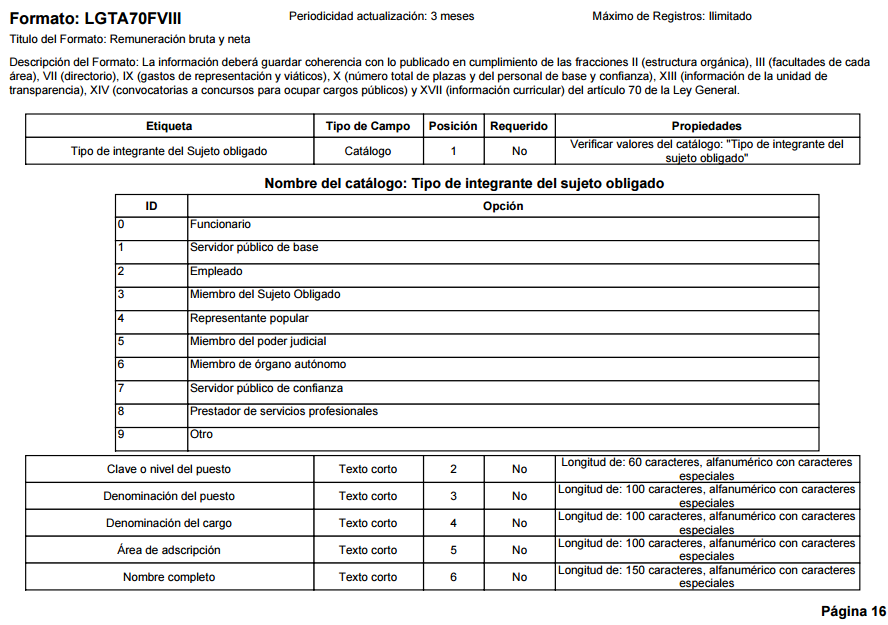 Formato: LGTA70FVIII Periodicidad actualización: 3 meses Máximo de Registros: Ilimitado
Titulo del Formato: Remuneración bruta y neta
Descripción del Formato: La información deberá guardar coherencia con lo publicado en cumplimiento de las fracciones II (estructura orgánica), III (facultades de cada
área), VII (directorio), IX (gastos de representación y viáticos), X (número total de plazas y del personal de base y confianza), XIII (información de la unidad de
transparencia), XIV (convocatorias a concursos para ocupar cargos públicos) y XVII (información curricular) del artículo 70 de la Ley General.
Etiqueta Tipo de Campo Posición Requerido Propiedades
Tipo de integrante del Sujeto obligado Catálogo 1 No Verificar valores del catálogo: "Tipo de integrante del
sujeto obligado"
Nombre del catálogo: Tipo de integrante del sujeto obligado
ID Opción
0 Funcionario
1 Servidor público de base
2 Empleado
3 Miembro del Sujeto Obligado
4 Representante popular
5 Miembro del poder judicial
6 Miembro de órgano autónomo
7 Servidor público de confianza
8 Prestador de servicios profesionales
9 Otro
Clave o nivel del puesto Texto corto 2 No Longitud de: 60 caracteres, alfanumérico con caracteres
especiales
Denominación del puesto Texto corto 3 No Longitud de: 100 caracteres, alfanumérico con caracteres
especiales
Denominación del cargo Texto corto 4 No Longitud de: 100 caracteres, alfanumérico con caracteres
especiales
Área de adscripción Texto corto 5 No Longitud de: 100 caracteres, alfanumérico con caracteres
especiales
Nombre completo Texto corto 6 No Longitud de: 150 caracteres, alfanumérico con caracteres
especiales
Página 16